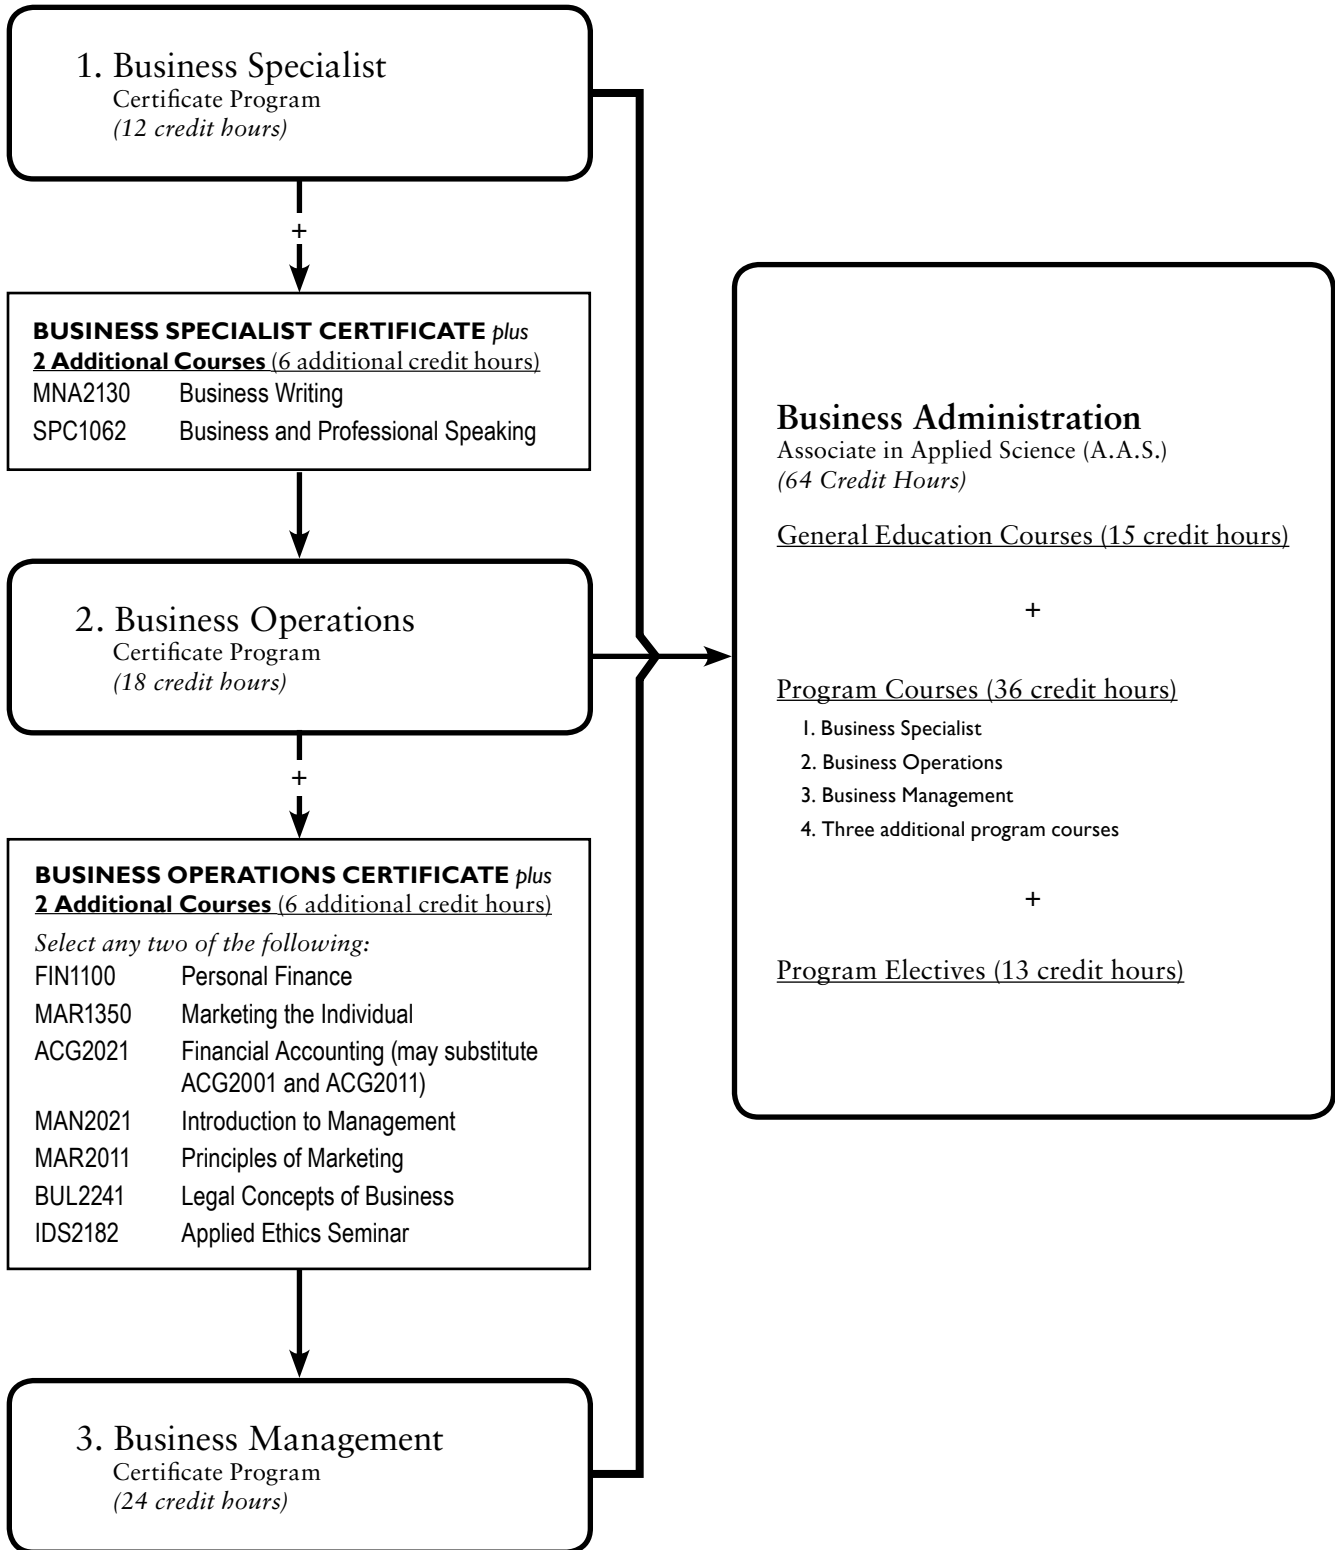 1. Business Specialist
Certificate Program
(12 credit hours)
+
BUSINESS SPECIALIST CERTIFICATE plus
2 Additional Courses (6 additional credit hours)
MNA2130 Business Writing
SPC1062 Business and Professional Speaking
2. Business Operations
Certificate Program
(18 credit hours)
+
BUSINESS OPERATIONS CERTIFICATE plus
2 Additional Courses (6 additional credit hours)
Select any two of the following:
FIN1100 Personal Finance
MAR1350 Marketing the Individual
ACG2021 Financial Accounting (may substitute
ACG2001 and ACG2011)
MAN2021 Introduction to Management
MAR2011 Principles of Marketing
BUL2241 Legal Concepts of Business
IDS2182 Applied Ethics Seminar
3. Business Management
Certificate Program
(24 credit hours)
Business Administration
Associate in Applied Science (A.A.S.)
(64 Credit Hours)
General Education Courses (15 credit hours)
+
Program Courses (36 credit hours)
1. Business Specialist
2. Business Operations
3. Business Management
4. Three additional program courses
+
Program Electives (13 credit hours)